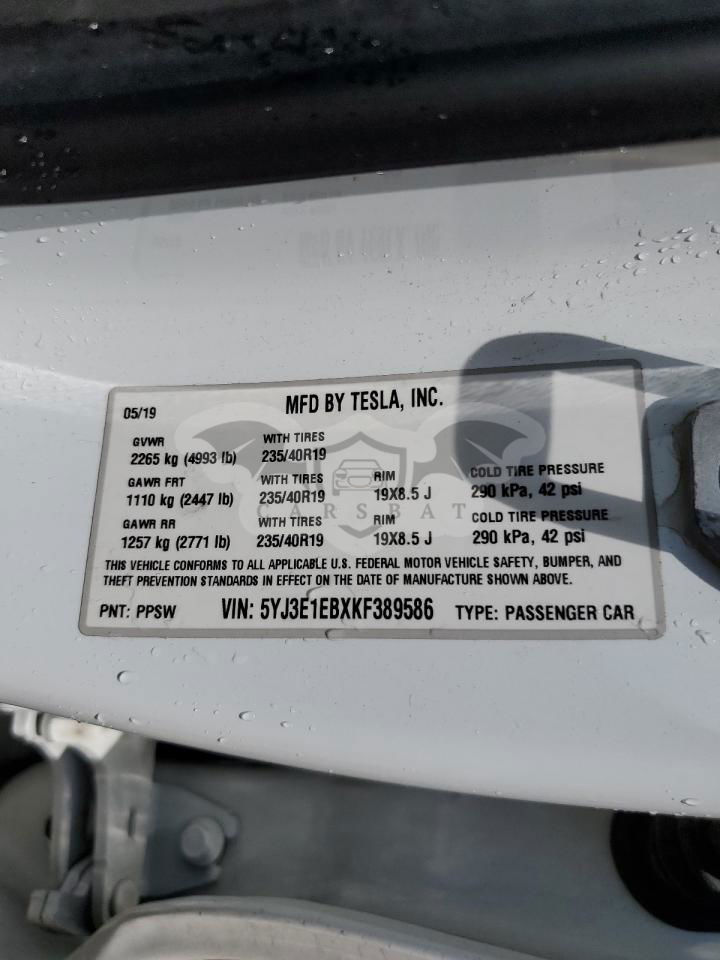 05/19 MFD BY TESLA, INC.
GVWR WITH TIRES
2265 kg (4993 lb) 235/40R19
GAWR FRT WITH TIRES RIM COLD TIRE PRESSURE
1110 kg (2447 lb) 235/40R19 19X8.5 J 290 kPa, 42 psi
CARSBAT
GAWR RR WITH TIRES RIM COLD TIRE PRESSURE
1257 kg (2771 lb) 235/40R19 19X8.5 J 290 kPa, 42 psi
THIS VEHICLE CONFORMS TO ALL APPLICABLE U.S. FEDERAL MOTOR VEHICLE SAFETY, BUMPER, AND
THEFT PREVENTION STANDARDS IN EFFECT ON THE DATE OF MANUFACTURE SHOWN ABOVE.
PNT: PPSW VIN: 5YJ3E1EBXKF389586 TYPE: PASSENGER CAR